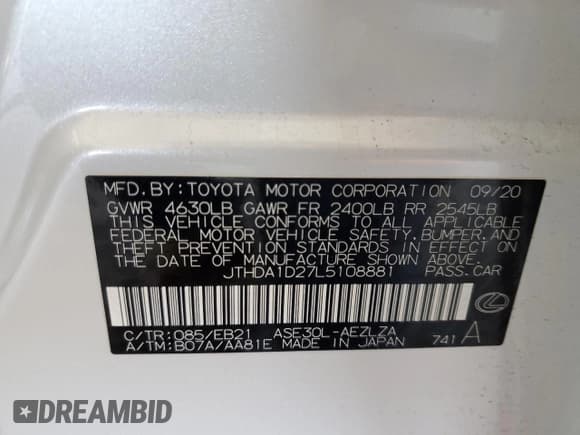 MFD.BY:TOYOTA MOTOR CORPORATION 09/20
GVWR 4630LB GAWR FR 2400LB RR 2545LB
THIS VEHICLE CONFORMS TO ALL APPLICABLE
FEDERAL MOTOR VEHICLE SAFETY,BUMPER,AND
THEFT PREVENTION STANDARDS IN EFFECT ON
THE DATE OF MANUFACTURE SHOWN ABOVE.
JTHDA1D27L5108881 PASS.CAR
C/TR:085/EB21 ASE30L-AEZLZA
A/TM:B07A/AA81E MADE IN JAPAN 741 A
DREAMBID